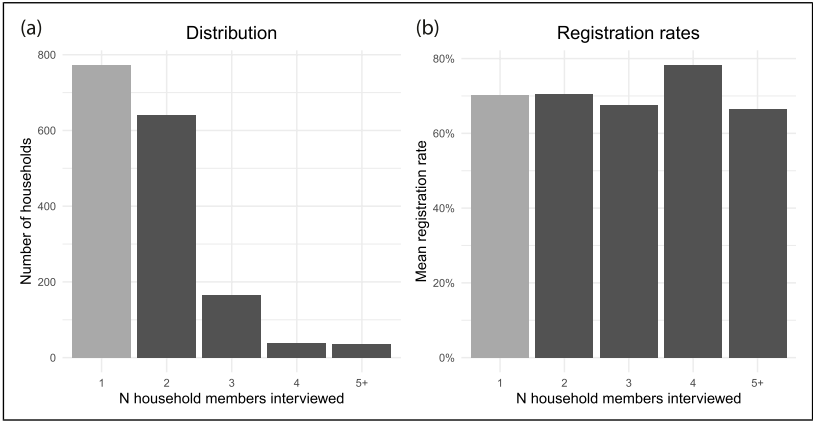 (a)
Distribution
800
600
400
200
0
Number of households
1 2 3 4 5+
N household members interviewed
(b)
Registration rates
80%
60%
40%
20%
0%
Mean registration rate
1 2 3 4 5+
N household members interviewed